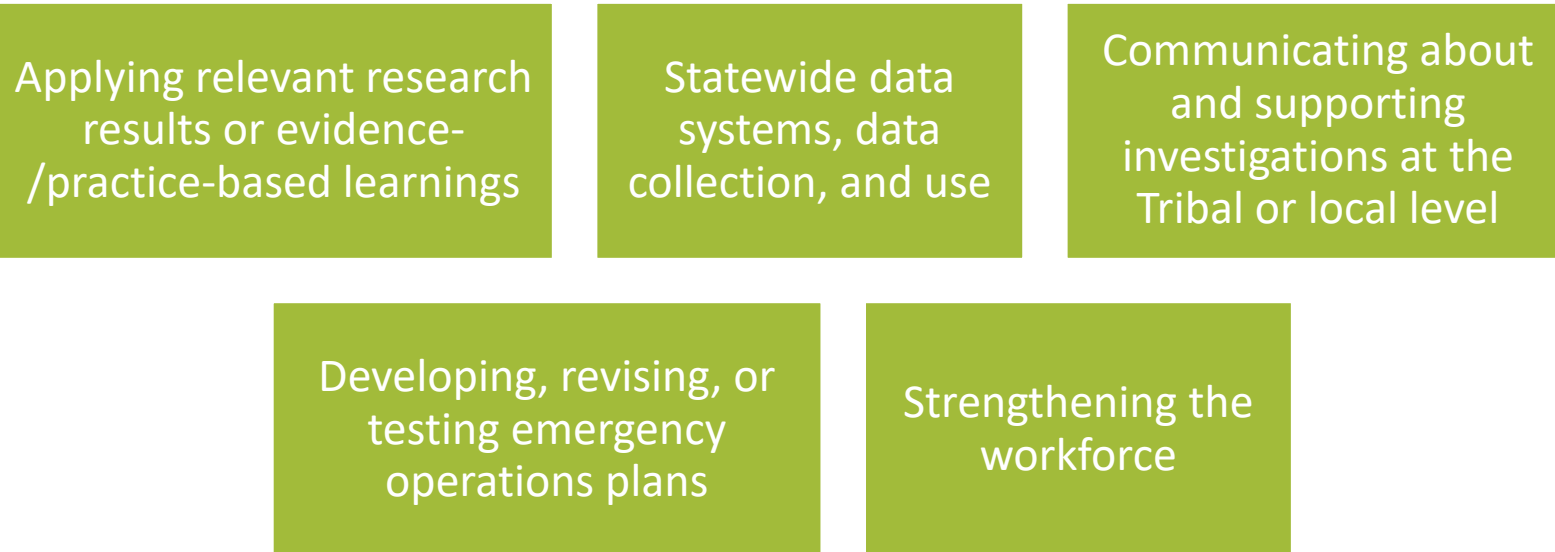 Applying relevant research
results or evidence-
/practice-based learnings
Statewide data
systems, data
collection, and use
Communicating about
and supporting
investigations at the
Tribal or local level
Developing, revising, or
testing emergency
operations plans
Strengthening the
workforce